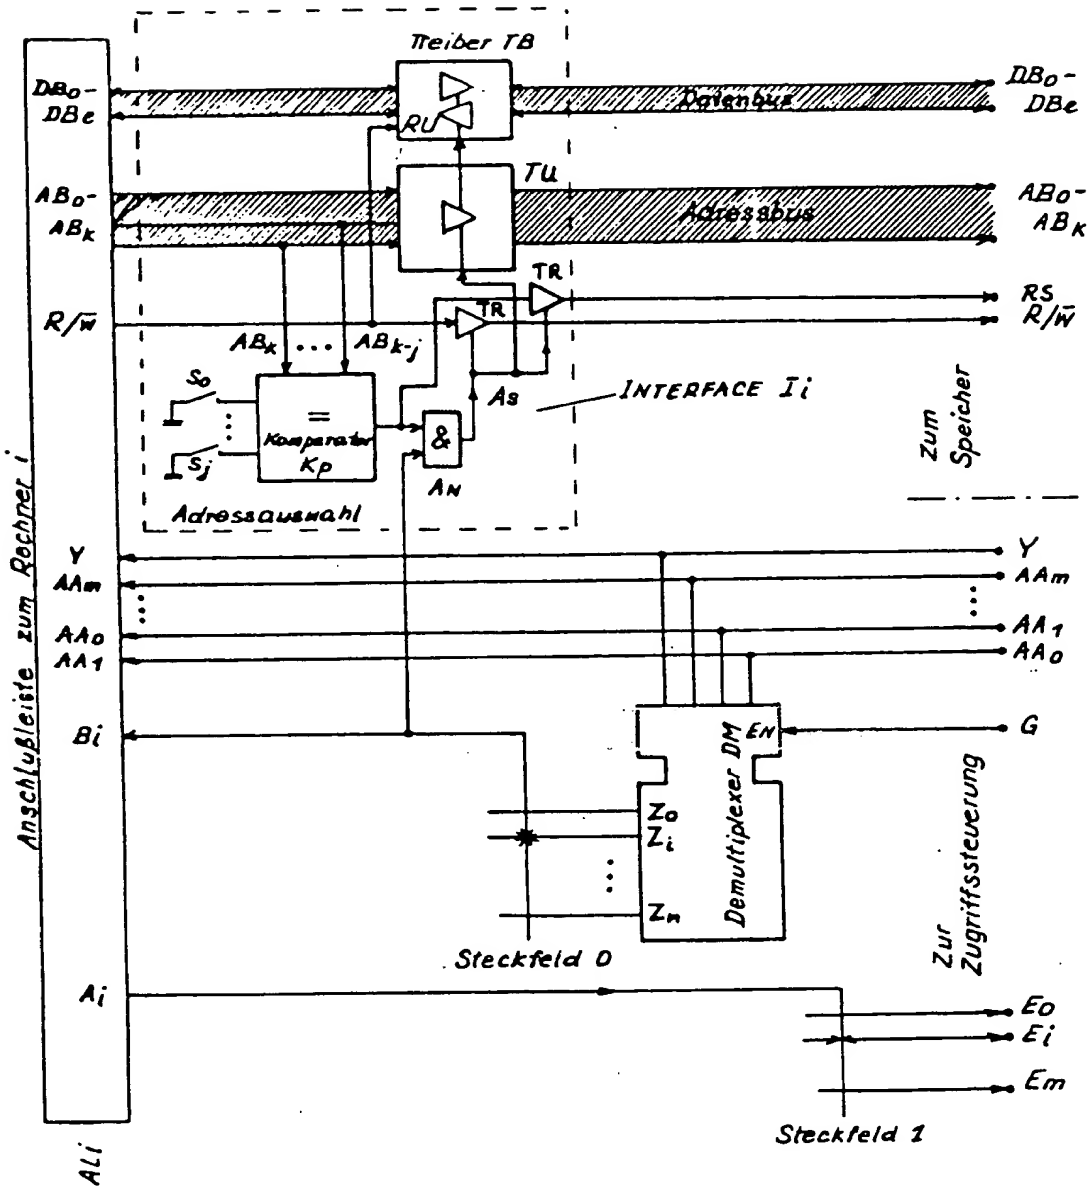 Treiber TB
DB0-
DBe
RU
Datenbus
DB0-
DBe
TU
AB0-
ABk
Adressbus
AB0-
ABk
TR
RS
R/W̄
TR
R/W̄
ABk ... ABk-j
S0
Sj
=
Komparator
Kp
&
AN
As
INTERFACE Ii
Adressauswahl
zum
Speicher
Anschlußleiste zum Rechner i
Y
AAm
AA0
AA1
Y
AAm
AA1
AA0
Bi
EN
G
Demultiplexer DM
Z0
Zi
Zn
Steckfeld 0
Zur
Zugriffssteuerung
Ai
E0
Ei
Em
Steckfeld 1
ALi